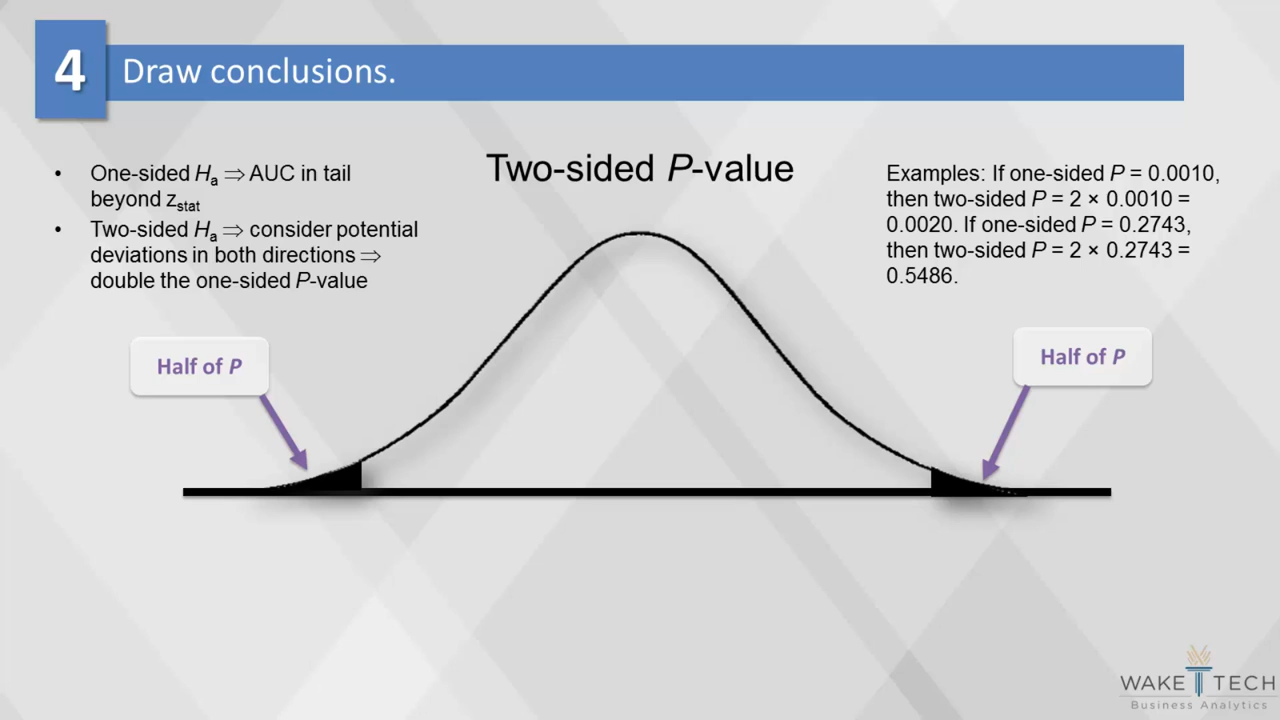 4
Draw conclusions.
• One-sided Hₐ ⇒ AUC in tail
beyond z_stat
• Two-sided Hₐ ⇒ consider potential
deviations in both directions ⇒
double the one-sided P-value
Two-sided P-value
Examples: If one-sided P = 0.0010,
then two-sided P = 2 × 0.0010 =
0.0020. If one-sided P = 0.2743,
then two-sided P = 2 × 0.2743 =
0.5486.
Half of P
Half of P
WAKE TECH
Business Analytics